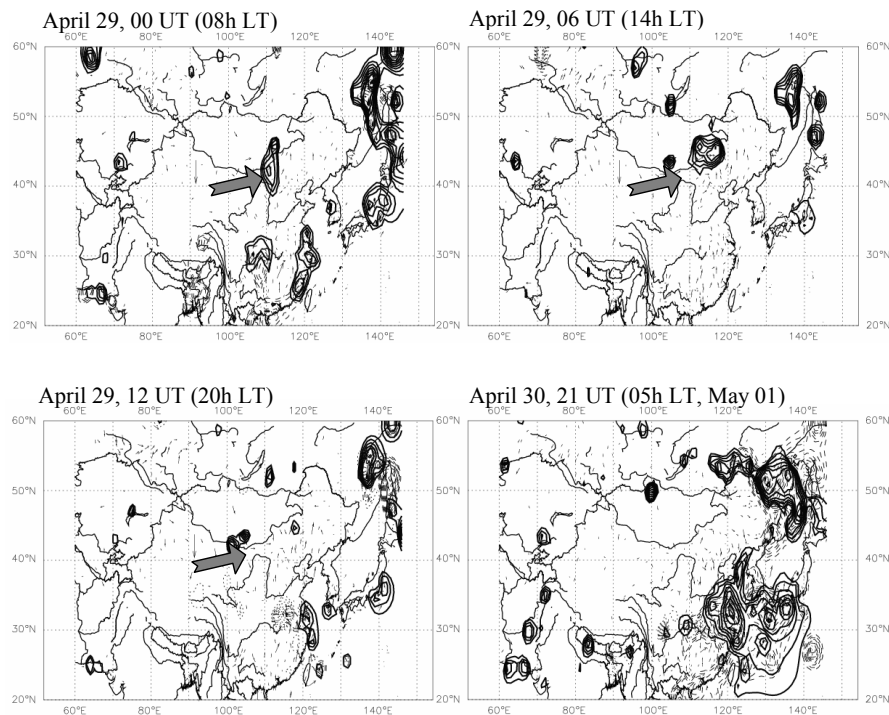 April 29, 00 UT (08h LT)
60°E 80°E 100°E 120°E 140°E
60°N
50°N
40°N
30°N
20°N
60°E 80°E 100°E 120°E 140°E
April 29, 06 UT (14h LT)
60°E 80°E 100°E 120°E 140°E
60°N
50°N
40°N
30°N
20°N
60°E 80°E 100°E 120°E 140°E
April 29, 12 UT (20h LT)
60°E 80°E 100°E 120°E 140°E
60°N
50°N
40°N
30°N
20°N
60°E 80°E 100°E 120°E 140°E
April 30, 21 UT (05h LT, May 01)
60°E 80°E 100°E 120°E 140°E
60°N
50°N
40°N
30°N
20°N
60°E 80°E 100°E 120°E 140°E